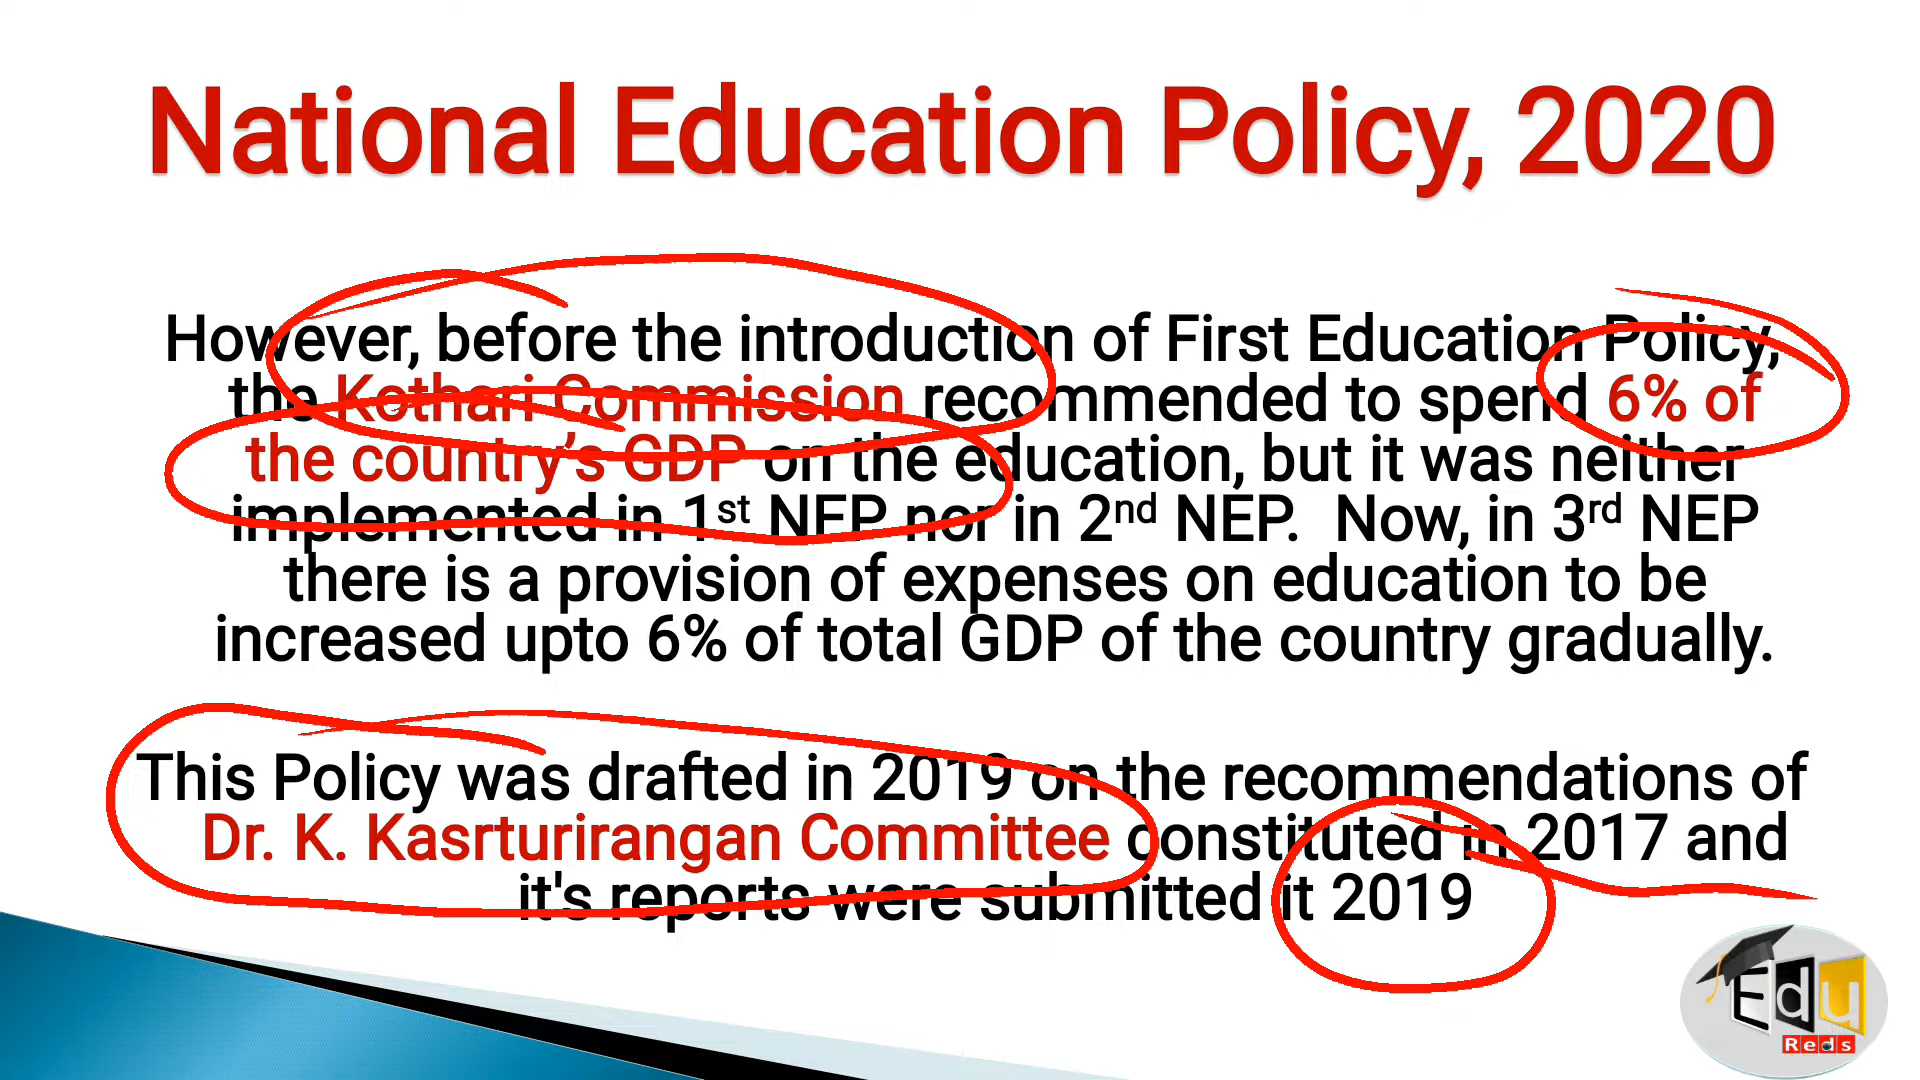 National Education Policy, 2020
However, before the introduction of First Education Policy,
the Kothari Commission recommended to spend 6% of
the country's GDP on the education, but it was neither
implemented in 1st NEP nor in 2nd NEP. Now, in 3rd NEP
there is a provision of expenses on education to be
increased upto 6% of total GDP of the country gradually.
This Policy was drafted in 2019 on the recommendations of
Dr. K. Kasrturirangan Committee constituted in 2017 and
it's reports were submitted it 2019
Edu
Reds